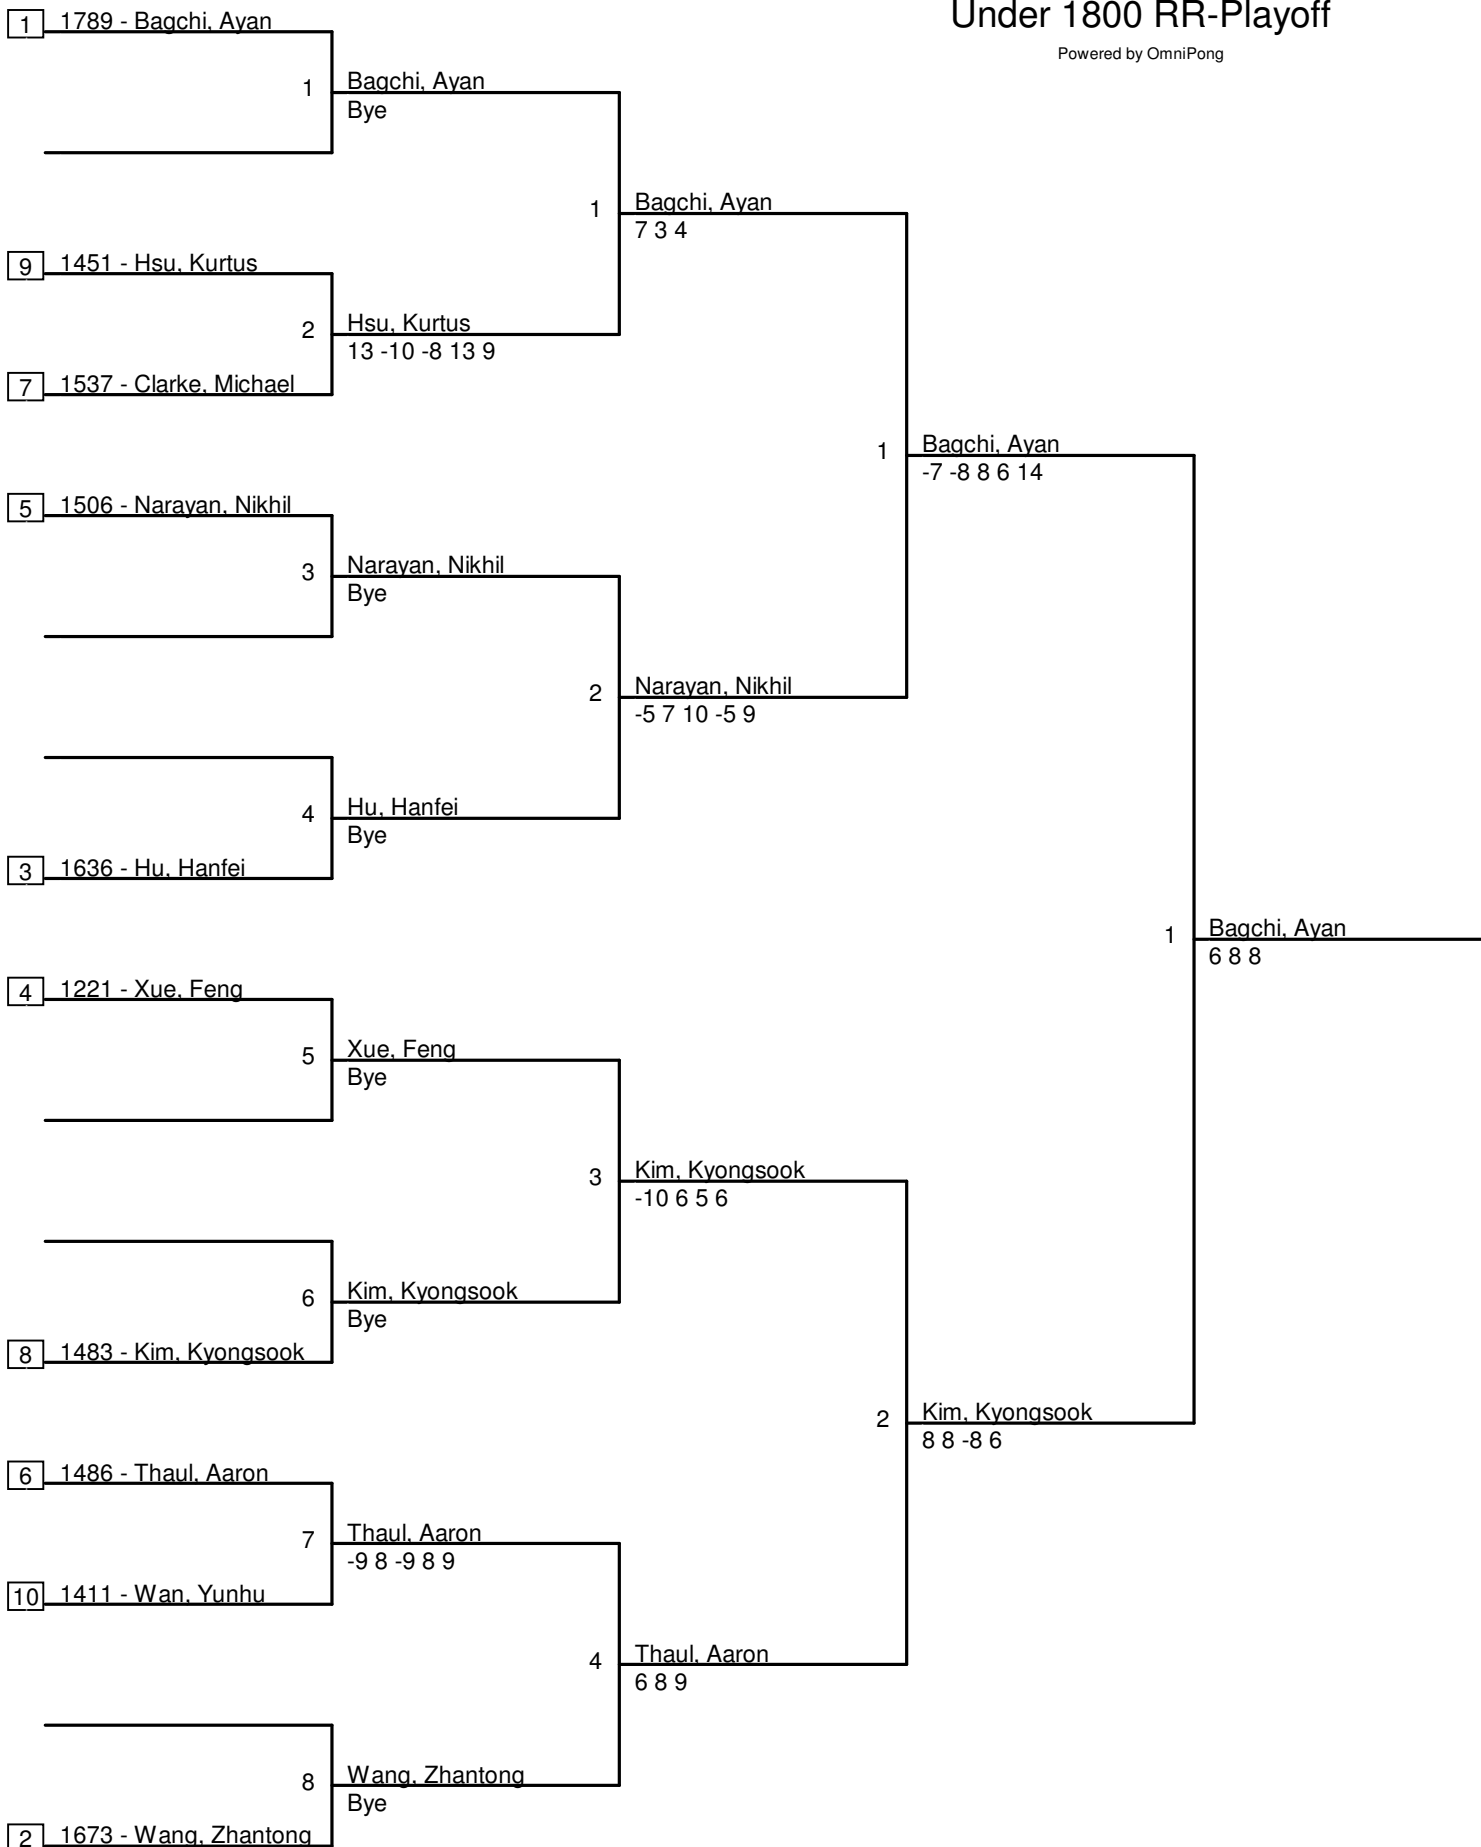 Under 1800 RR-Playoff
Powered by OmniPong
1 1789 - Bagchi, Ayan
1 Bagchi, Ayan
Bye
1 Bagchi, Ayan
7 3 4
9 1451 - Hsu, Kurtus
2 Hsu, Kurtus
13 -10 -8 13 9
7 1537 - Clarke, Michael
1 Bagchi, Ayan
-7 -8 8 6 14
5 1506 - Narayan, Nikhil
3 Narayan, Nikhil
Bye
2 Narayan, Nikhil
-5 7 10 -5 9
4 Hu, Hanfei
Bye
3 1636 - Hu, Hanfei
1 Bagchi, Ayan
6 8 8
4 1221 - Xue, Feng
5 Xue, Feng
Bye
3 Kim, Kyongsook
-10 6 5 6
6 Kim, Kyongsook
Bye
8 1483 - Kim, Kyongsook
2 Kim, Kyongsook
8 8 -8 6
6 1486 - Thaul, Aaron
7 Thaul, Aaron
-9 8 -9 8 9
10 1411 - Wan, Yunhu
4 Thaul, Aaron
6 8 9
8 Wang, Zhantong
Bye
2 1673 - Wang, Zhantong